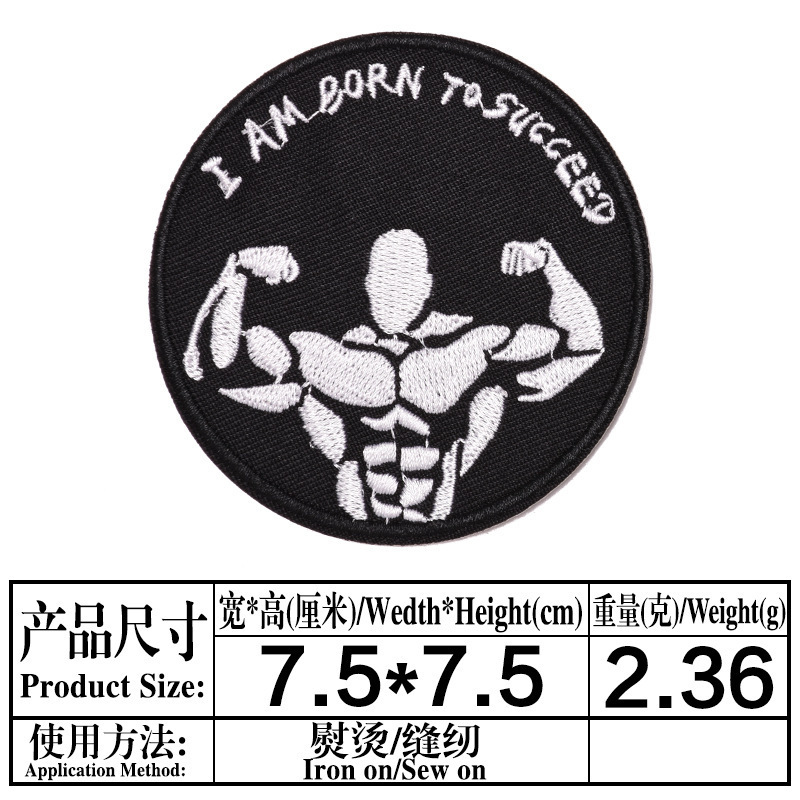 I AM BORN TO SUCCEED
产品尺寸
Product Size:
宽*高(厘米)/Wedth*Height(cm)
重量(克)/Weight(g)
7.5*7.5
2.36
使用方法:
Application Method:
熨烫/缝纫
Iron on/Sew on